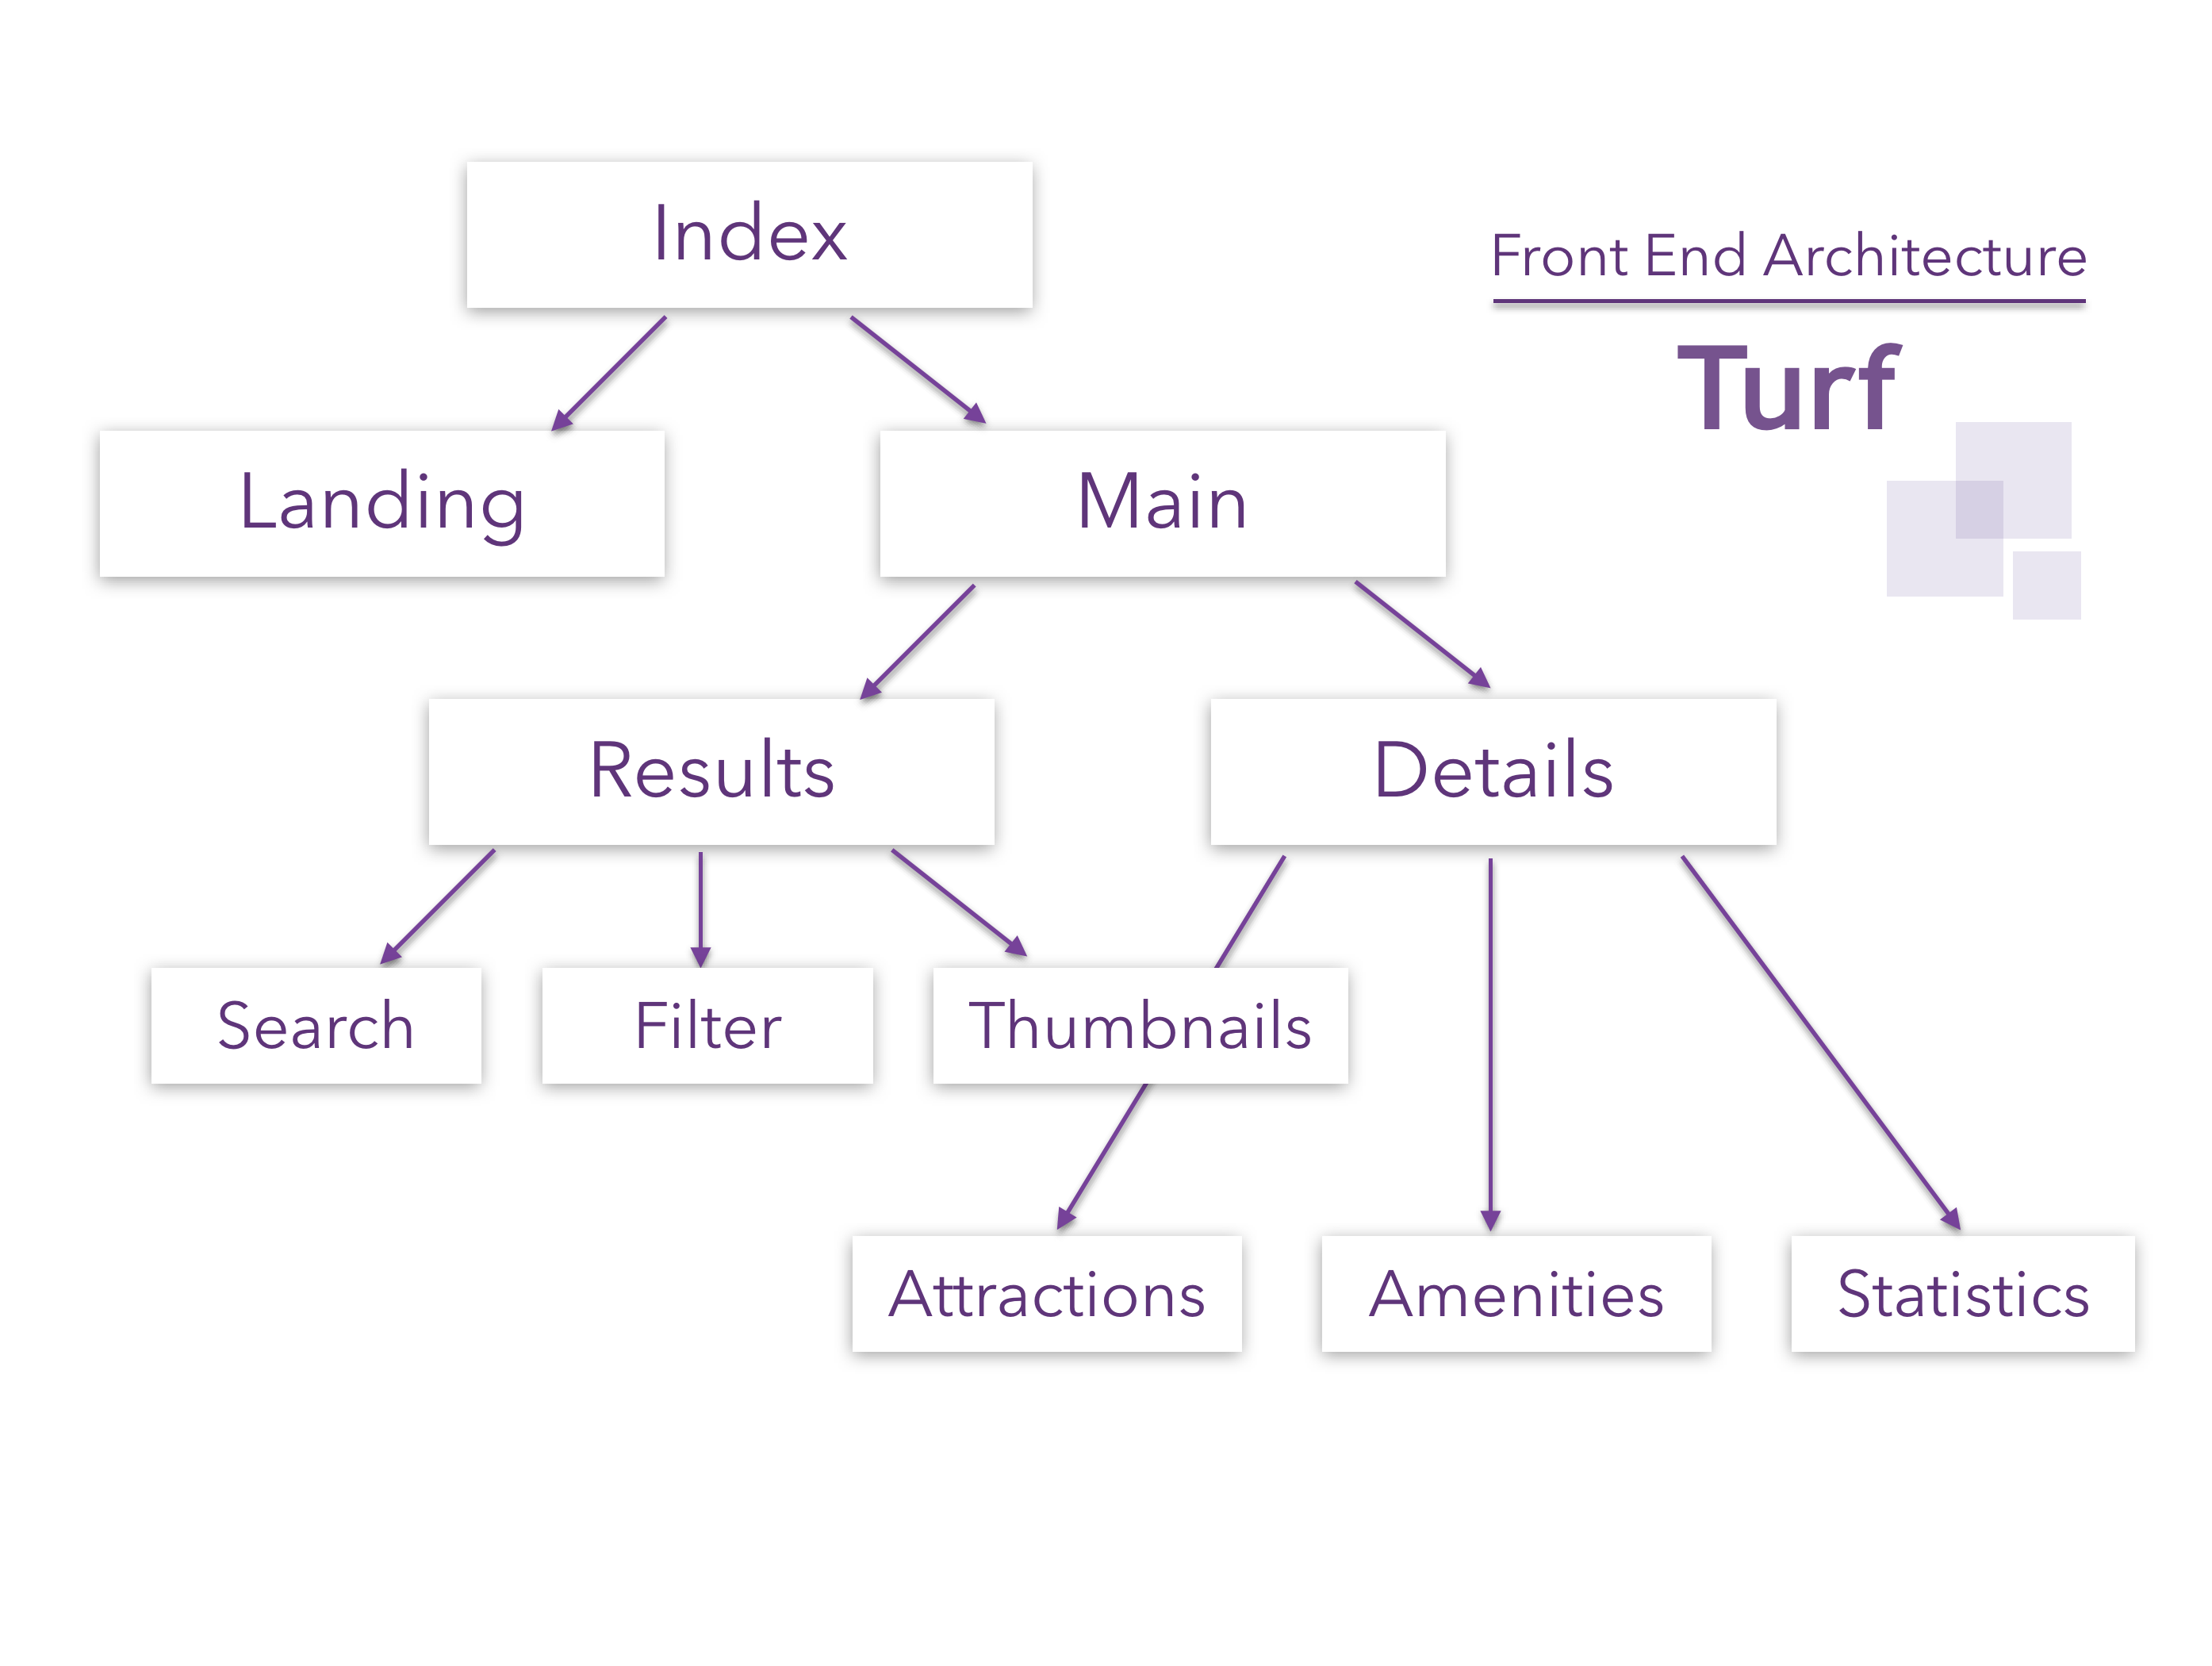 Index
Front End Architecture
Turf
Landing
Main
Results
Details
Search
Filter
Thumbnails
Attractions
Amenities
Statistics